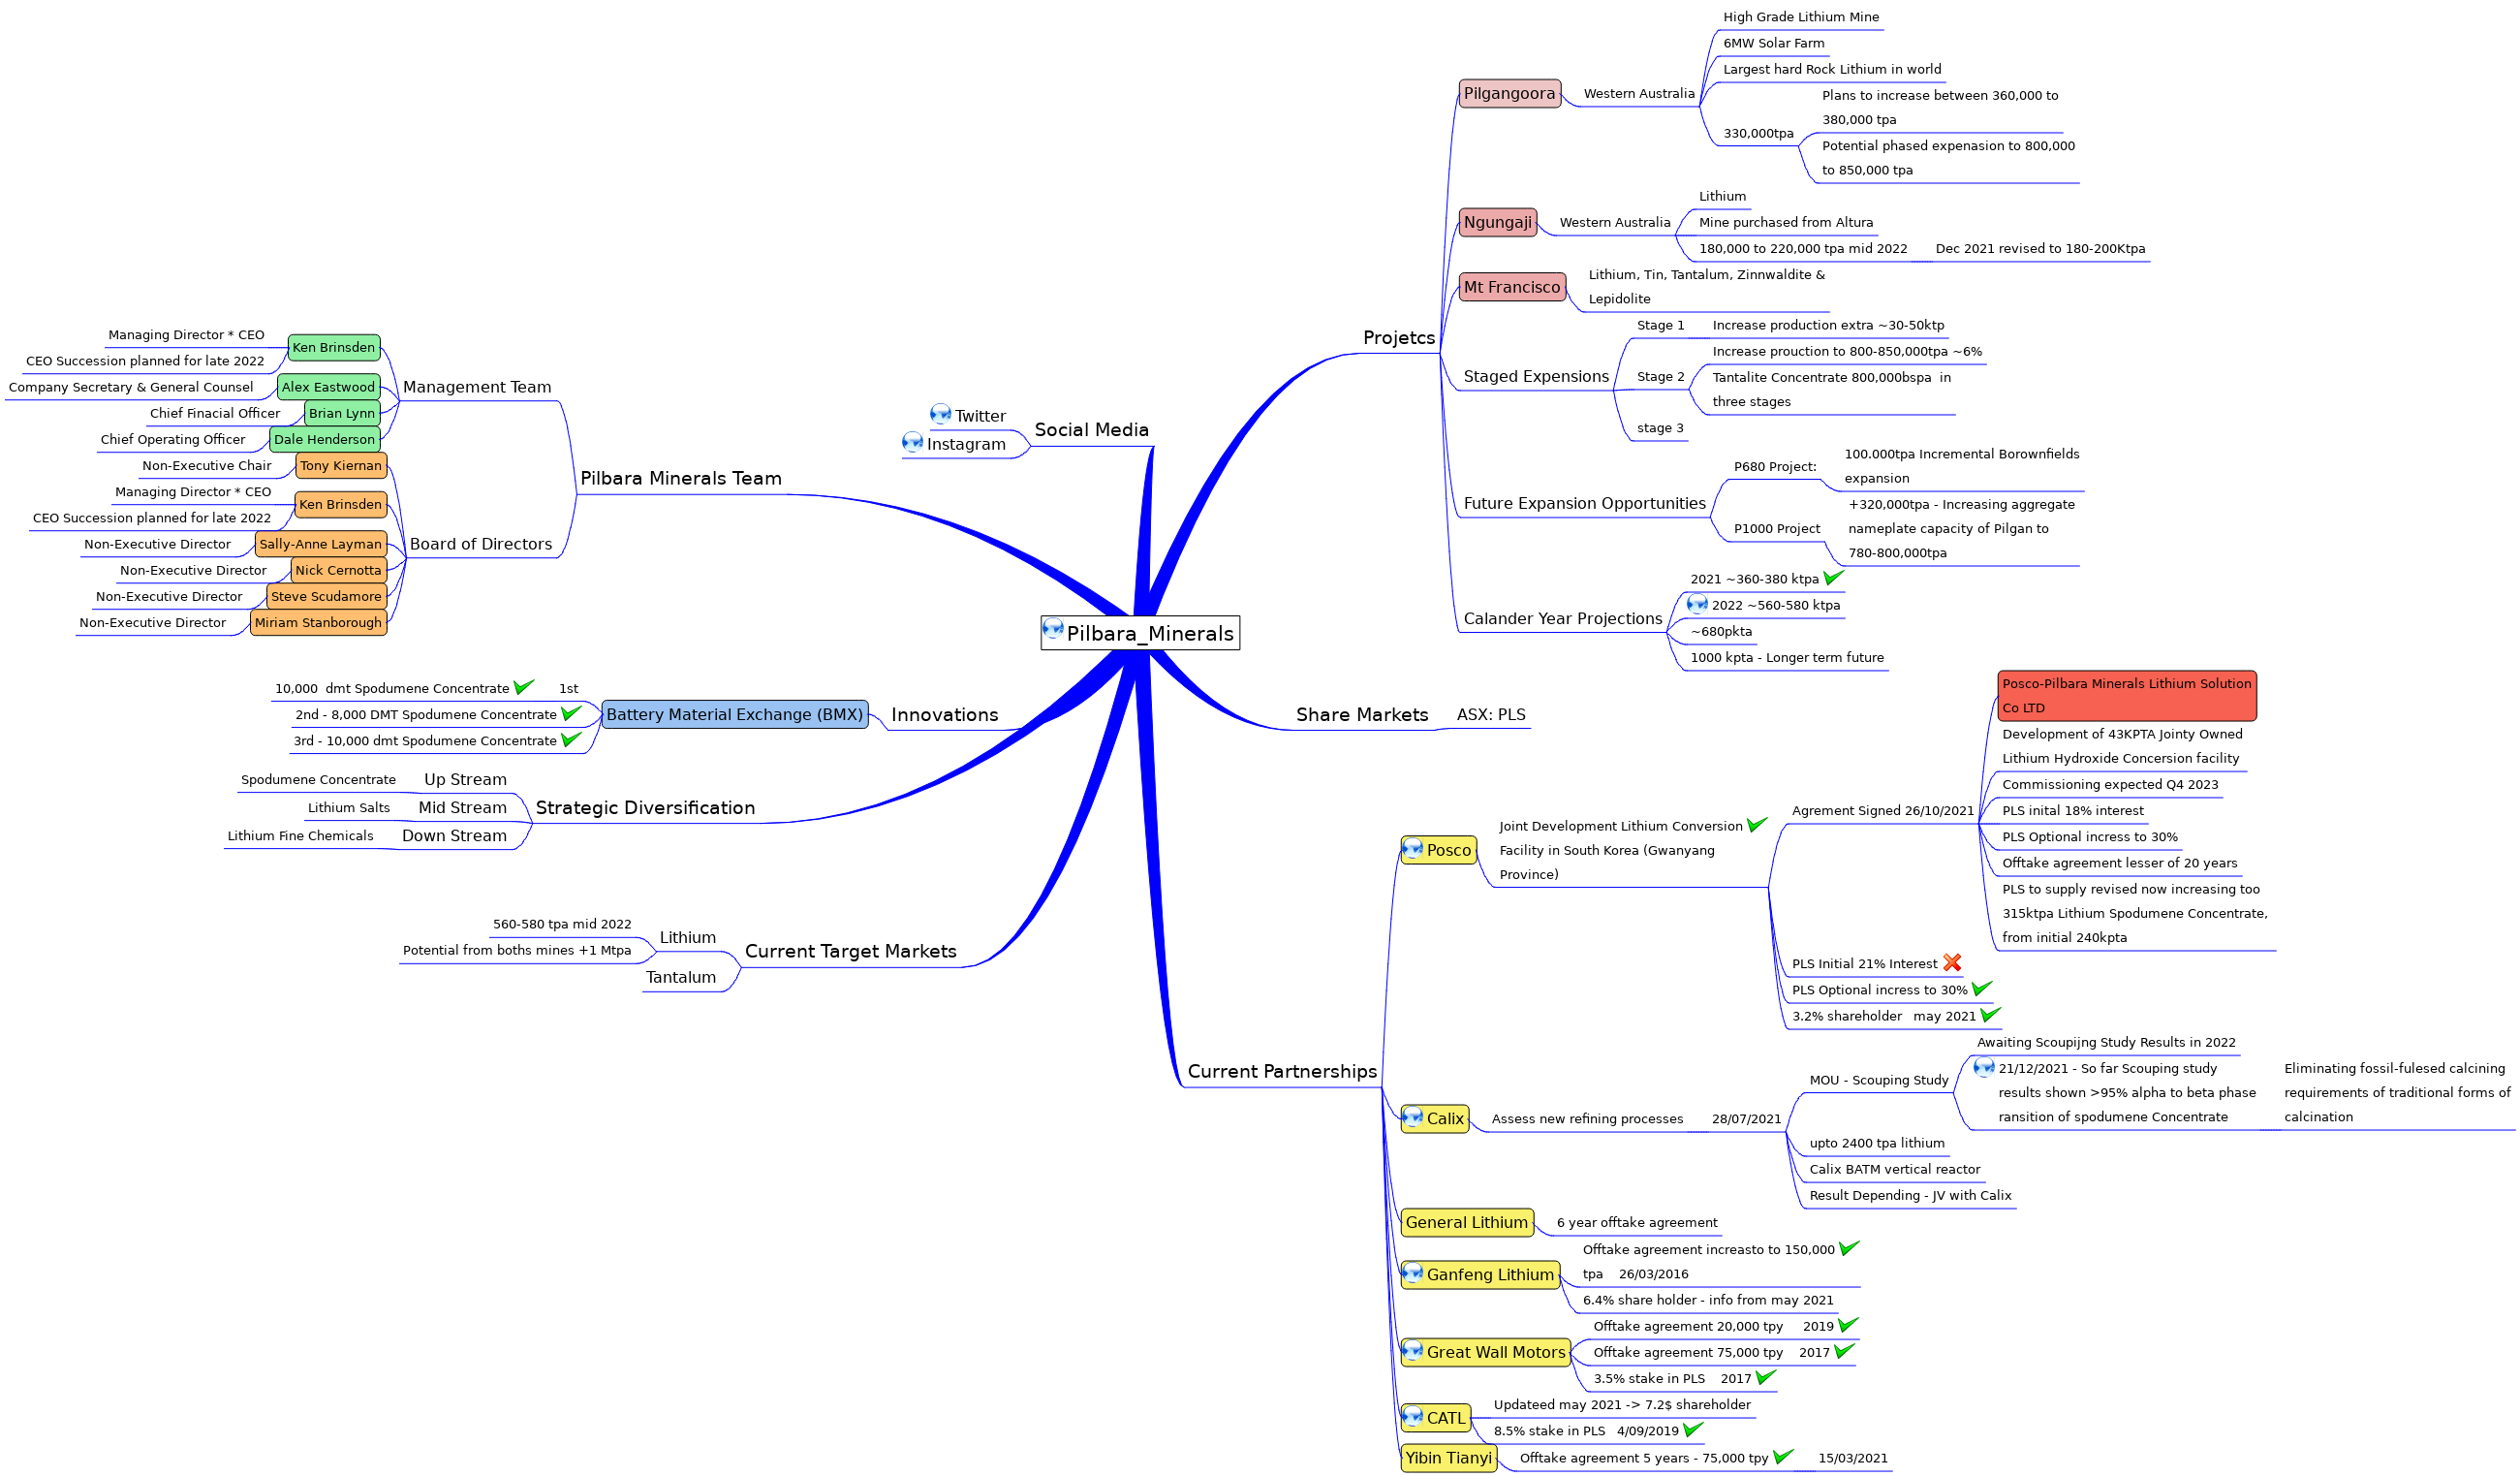 Pilbara_Minerals
Projetcs
Pilgangoora
Western Australia
High Grade Lithium Mine
6MW Solar Farm
Largest hard Rock Lithium in world
330,000tpa
Plans to increase between 360,000 to
380,000 tpa
Potential phased expenasion to 800,000
to 850,000 tpa
Ngungaji
Western Australia
Lithium
Mine purchased from Altura
180,000 to 220,000 tpa mid 2022
Dec 2021 revised to 180-200Ktpa
Mt Francisco
Lithium, Tin, Tantalum, Zinnwaldite &
Lepidolite
Staged Expensions
Stage 1
Increase production extra ~30-50ktp
Stage 2
Increase prouction to 800-850,000tpa ~6%
Tantalite Concentrate 800,000bspa  in
three stages
stage 3
Future Expansion Opportunities
P680 Project:
100.000tpa Incremental Borownfields
expansion
P1000 Project
+320,000tpa - Increasing aggregate
nameplate capacity of Pilgan to
780-800,000tpa
Calander Year Projections
2021 ~360-380 ktpa
2022 ~560-580 ktpa
~680pkta
1000 kpta - Longer term future
Share Markets
ASX: PLS
Current Partnerships
Posco
Joint Development Lithium Conversion
Facility in South Korea (Gwanyang
Province)
Agrement Signed 26/10/2021
Posco-Pilbara Minerals Lithium Solution
Co LTD
Development of 43KPTA Jointy Owned
Lithium Hydroxide Concersion facility
Commissioning expected Q4 2023
PLS inital 18% interest
PLS Optional incress to 30%
Offtake agreement lesser of 20 years
PLS to supply revised now increasing too
315ktpa Lithium Spodumene Concentrate,
from initial 240kpta
PLS Initial 21% Interest
PLS Optional incress to 30%
3.2% shareholder   may 2021
Calix
Assess new refining processes
28/07/2021
MOU - Scouping Study
Awaiting Scoupijng Study Results in 2022
21/12/2021 - So far Scouping study
results shown >95% alpha to beta phase
ransition of spodumene Concentrate
Eliminating fossil-fulesed calcining
requirements of traditional forms of
calcination
upto 2400 tpa lithium
Calix BATM vertical reactor
Result Depending - JV with Calix
General Lithium
6 year offtake agreement
Ganfeng Lithium
Offtake agreement increasto to 150,000
tpa    26/03/2016
6.4% share holder - info from may 2021
Great Wall Motors
Offtake agreement 20,000 tpy     2019
Offtake agreement 75,000 tpy    2017
3.5% stake in PLS    2017
CATL
Updateed may 2021 -> 7.2$ shareholder
8.5% stake in PLS   4/09/2019
Yibin Tianyi
Offtake agreement 5 years - 75,000 tpy
15/03/2021
Social Media
Twitter
Instagram
Pilbara Minerals Team
Management Team
Ken Brinsden
Managing Director * CEO
CEO Succession planned for late 2022
Alex Eastwood
Company Secretary & General Counsel
Brian Lynn
Chief Finacial Officer
Dale Henderson
Chief Operating Officer
Board of Directors
Tony Kiernan
Non-Executive Chair
Ken Brinsden
Managing Director * CEO
CEO Succession planned for late 2022
Sally-Anne Layman
Non-Executive Director
Nick Cernotta
Non-Executive Director
Steve Scudamore
Non-Executive Director
Miriam Stanborough
Non-Executive Director
Innovations
Battery Material Exchange (BMX)
1st
10,000  dmt Spodumene Concentrate
2nd - 8,000 DMT Spodumene Concentrate
3rd - 10,000 dmt Spodumene Concentrate
Strategic Diversification
Up Stream
Spodumene Concentrate
Mid Stream
Lithium Salts
Down Stream
Lithium Fine Chemicals
Current Target Markets
Lithium
560-580 tpa mid 2022
Potential from boths mines +1 Mtpa
Tantalum